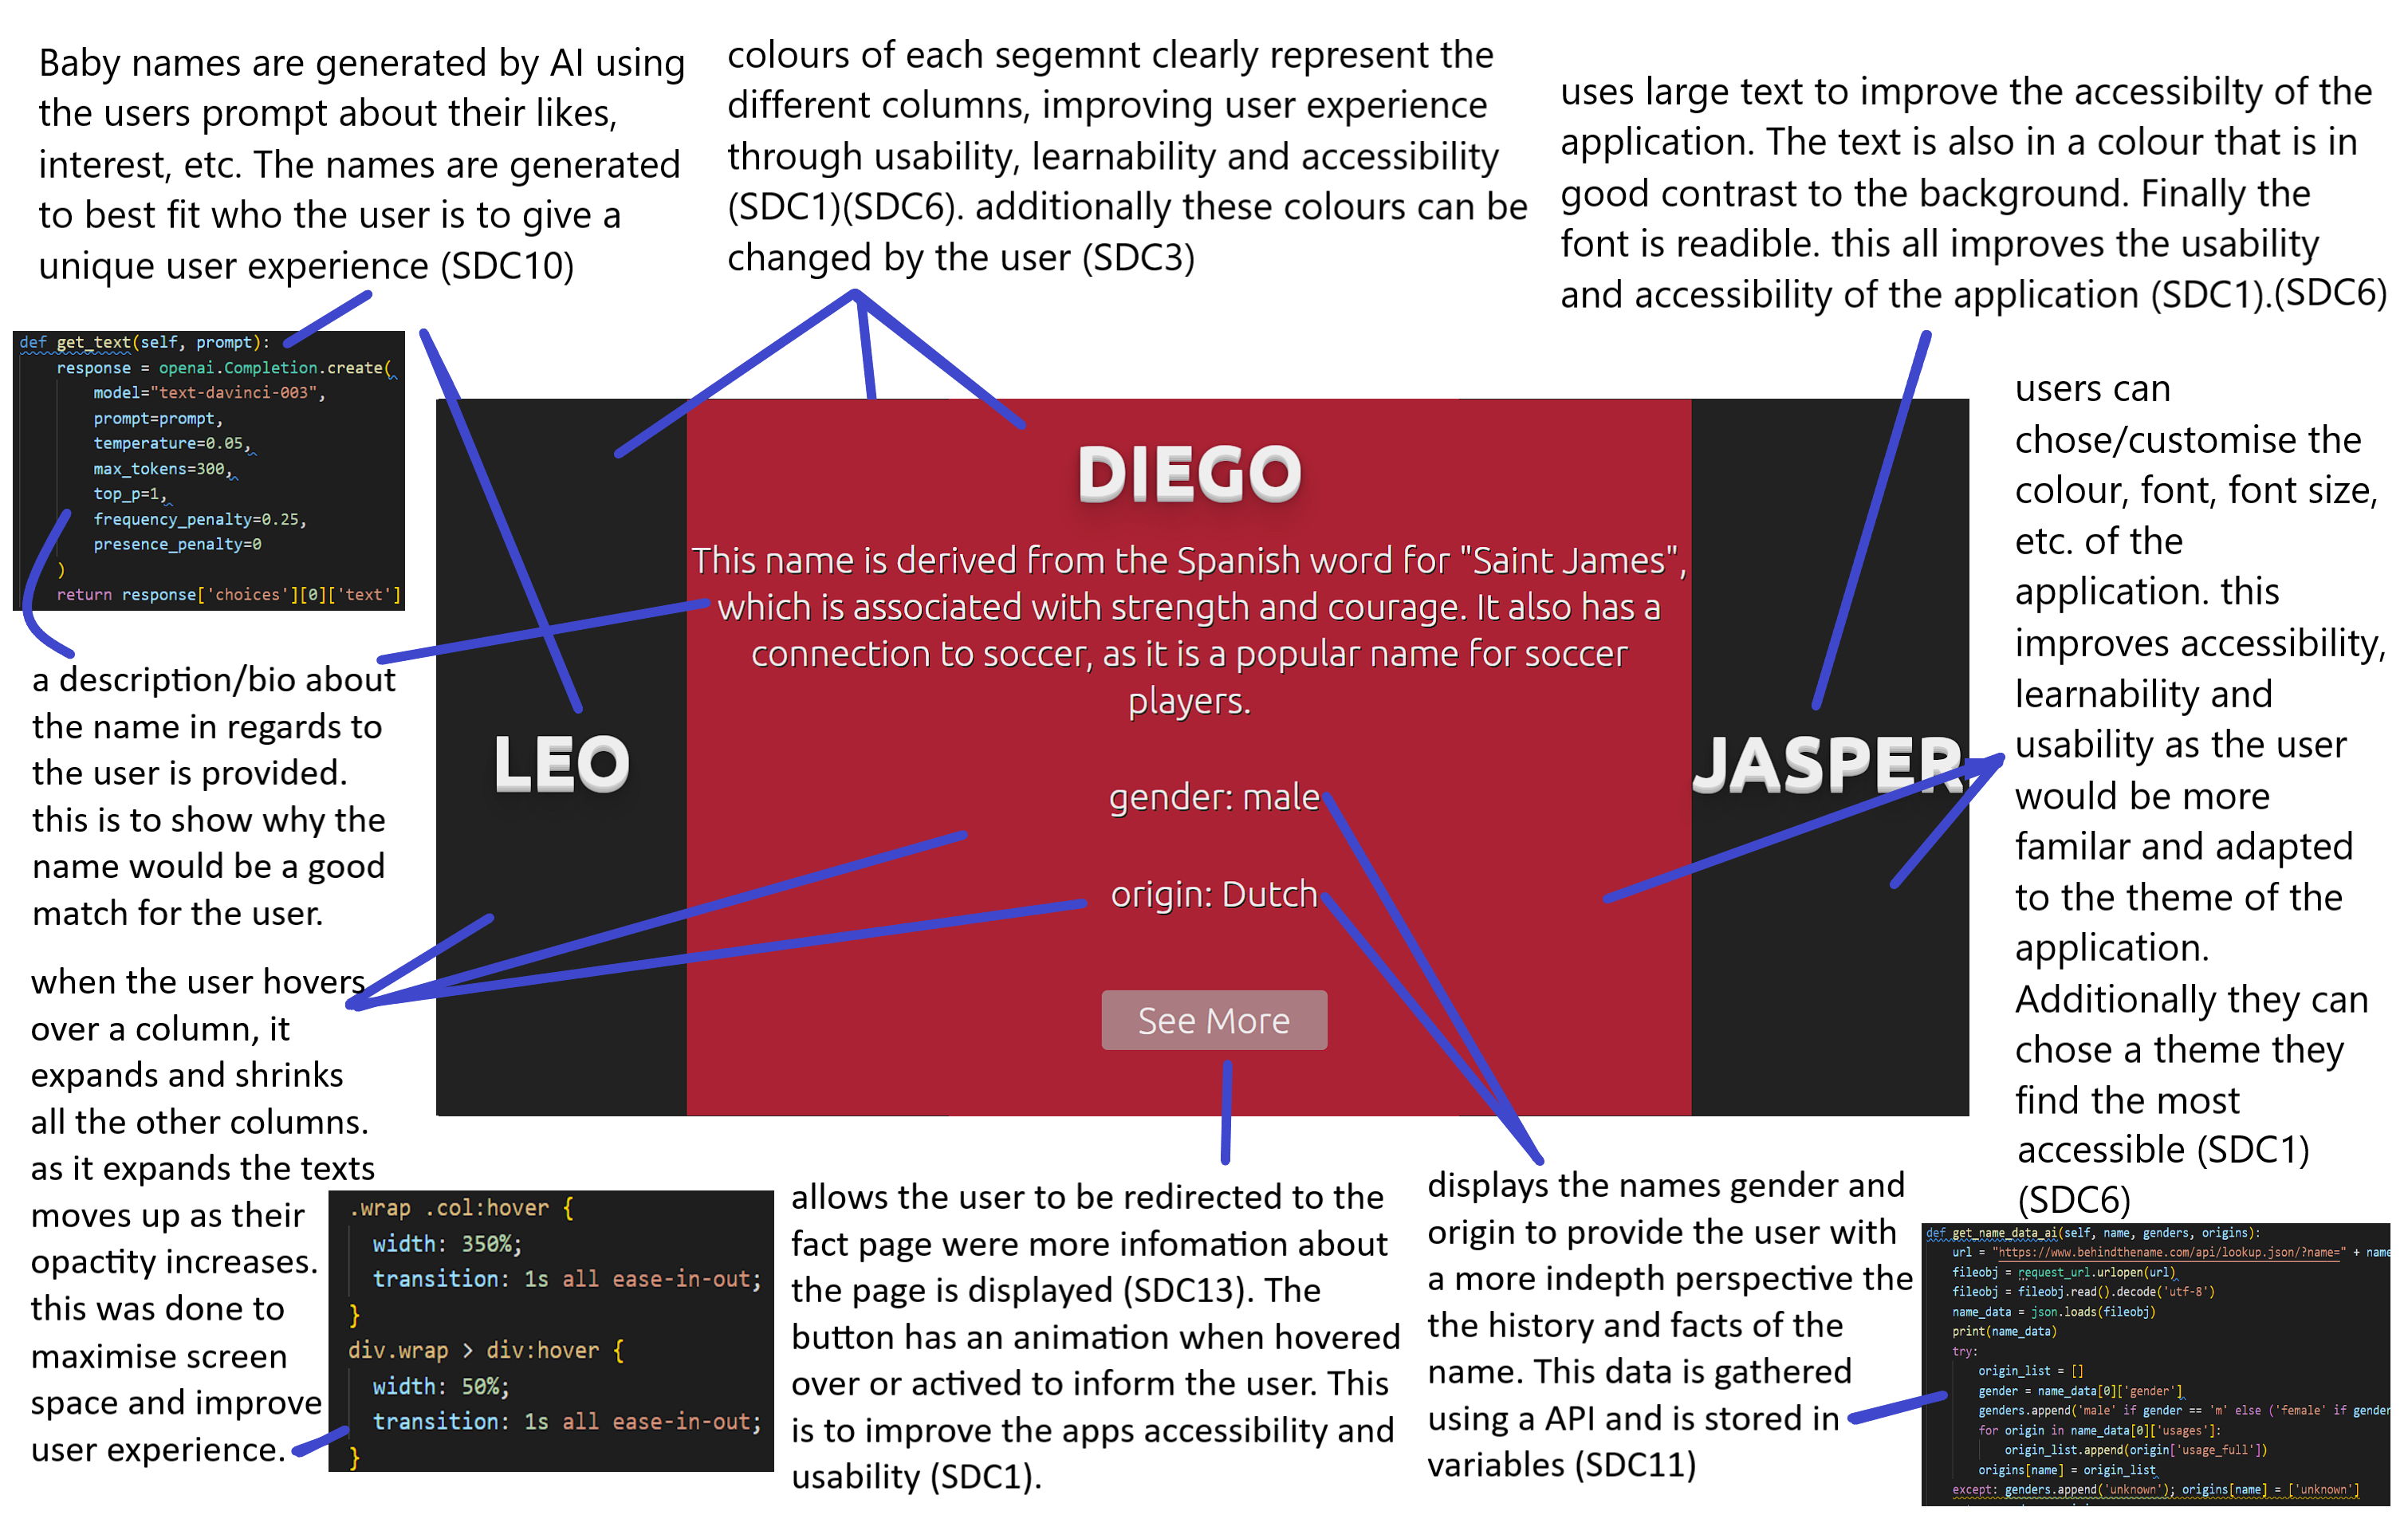 Baby names are generated by AI using
the users prompt about their likes,
interest, etc. The names are generated
to best fit who the user is to give a
unique user experience (SDC10)
colours of each segemnt clearly represent the
different columns, improving user experience
through usability, learnability and accessibility
(SDC1)(SDC6). additionally these colours can be
changed by the user (SDC3)
uses large text to improve the accessibilty of the
application. The text is also in a colour that is in
good contrast to the background. Finally the
font is readible. this all improves the usability
and accessibility of the application (SDC1).(SDC6)
def get_text(self, prompt):
response = openai.Completion.create(
model="text-davinci-003",
prompt=prompt,
temperature=0.05,
max_tokens=300,
top_p=1,
frequency_penalty=0.25,
presence_penalty=0
)
return response['choices'][0]['text']
a description/bio about
the name in regards to
the user is provided.
this is to show why the
name would be a good
match for the user.
LEO
DIEGO
This name is derived from the Spanish word for "Saint James",
which is associated with strength and courage. It also has a
connection to soccer, as it is a popular name for soccer
players.
gender: male
origin: Dutch
See More
JASPER
users can
chose/customise the
colour, font, font size,
etc. of the
application. this
improves accessibility,
learnability and
usability as the user
would be more
familar and adapted
to the theme of the
application.
Additionally they can
chose a theme they
find the most
accessible (SDC1)
(SDC6)
when the user hovers
over a column, it
expands and shrinks
all the other columns.
as it expands the texts
moves up as their
opactity increases.
this was done to
maximise screen
space and improve
user experience.
.wrap .col:hover {
width: 350%;
transition: 1s all ease-in-out;
}
div.wrap > div:hover {
width: 50%;
transition: 1s all ease-in-out;
}
allows the user to be redirected to the
fact page were more infomation about
the page is displayed (SDC13). The
button has an animation when hovered
over or actived to inform the user. This
is to improve the apps accessibility and
usability (SDC1).
displays the names gender and
origin to provide the user with
a more indepth perspective the
the history and facts of the
name. This data is gathered
using a API and is stored in
variables (SDC11)
def get_name_data_ai(self, name, genders, origins):
url = "https://www.behindthename.com/api/lookup.json/?name=" + name
fileobj = request_url.urlopen(url)
fileobj = fileobj.read().decode('utf-8')
name_data = json.loads(fileobj)
print(name_data)
try:
origin_list = []
gender = name_data[0]['gender']
genders.append('male' if gender == 'm' else ('female' if gender
for origin in name_data[0]['usages']:
origin_list.append(origin['usage_full'])
origins[name] = origin_list
except: genders.append('unknown'); origins[name] = ['unknown']